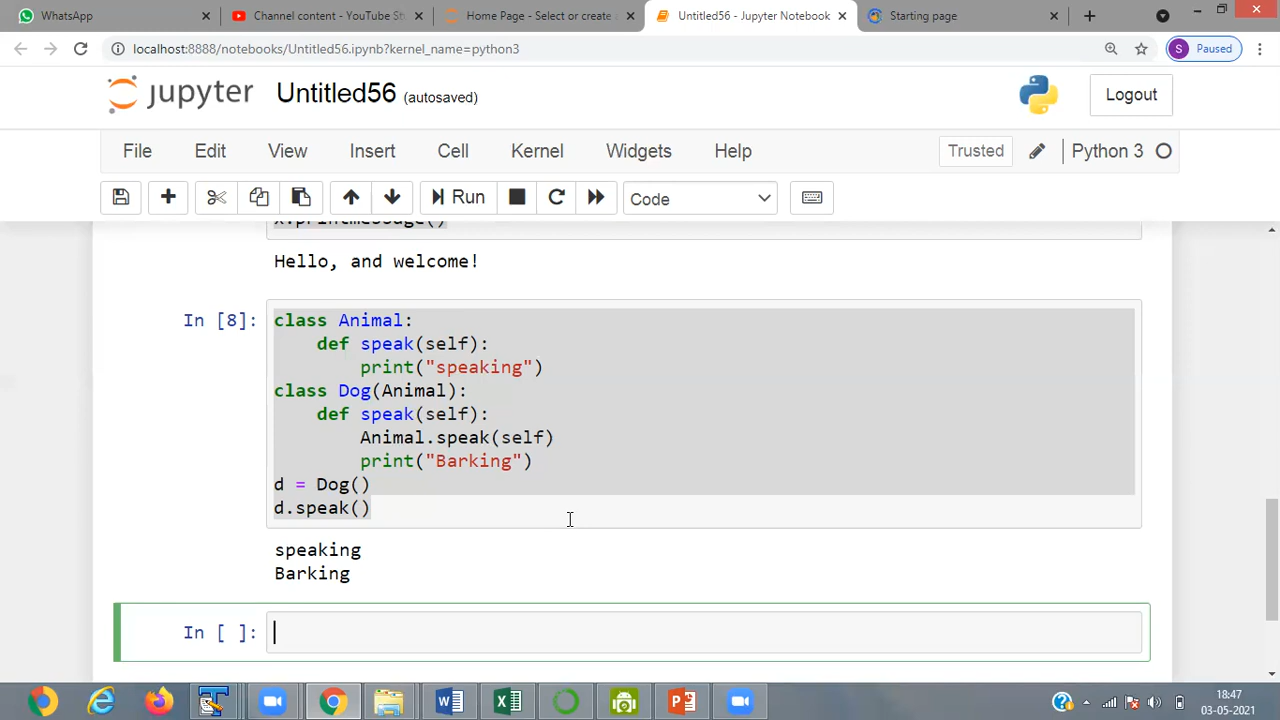 WhatsApp
Channel content - YouTube St
Home Page - Select or create
Untitled56 - Jupyter Notebook
Starting page
localhost:8888/notebooks/Untitled56.ipynb?kernel_name=python3
S Paused
jupyter Untitled56 (autosaved)
Logout
File Edit View Insert Cell Kernel Widgets Help
Trusted
Python 3
Run
Code
x.printmessage()
Hello, and welcome!
In [8]:
class Animal:
    def speak(self):
        print("speaking")
class Dog(Animal):
    def speak(self):
        Animal.speak(self)
        print("Barking")
d = Dog()
d.speak()
speaking
Barking
In [ ]:
18:47
03-05-2021